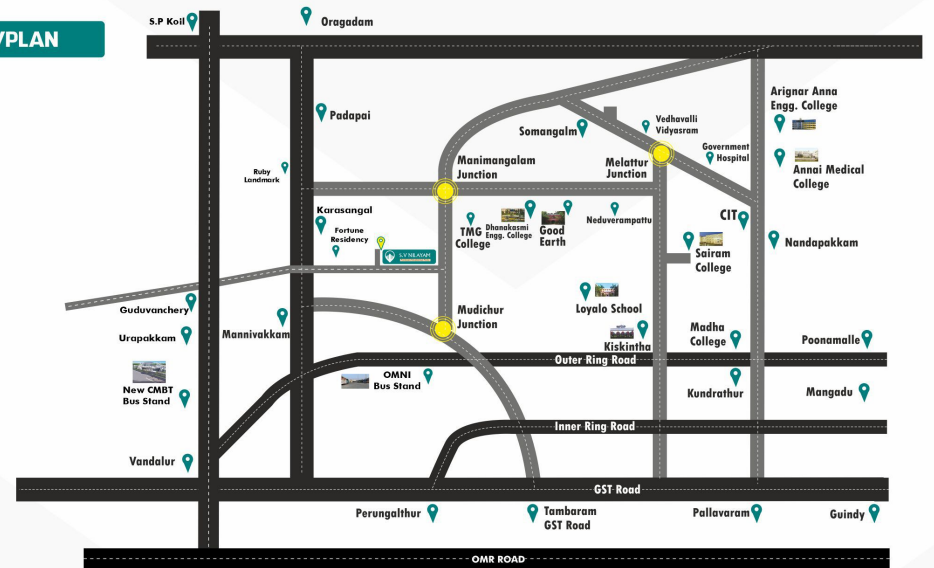 /PLAN
S.P Koil
Oragadam
Padapai
Ruby
Landmark
Karasangal
Fortune
Residency
S.V NILAYAM
Manimangalam
Junction
Somangalm
Vedhavalli
Vidyasram
Melattur
Junction
Government
Hospital
Arignar Anna
Engg. College
Annai Medical
College
TMG
College
Dhanakasmi
Engg. College
Good
Earth
Neduverampattu
CIT
Nandapakkam
Sairam
College
Guduvanchery
Urapakkam
New CMBT
Bus Stand
Vandalur
Mannivakkam
Mudichur
Junction
Loyalo School
Kiskintha
Madha
College
Poonamalle
Outer Ring Road
OMNI
Bus Stand
Kundrathur
Mangadu
Inner Ring Road
GST Road
Perungalthur
Tambaram
GST Road
Pallavaram
Guindy
OMR ROAD